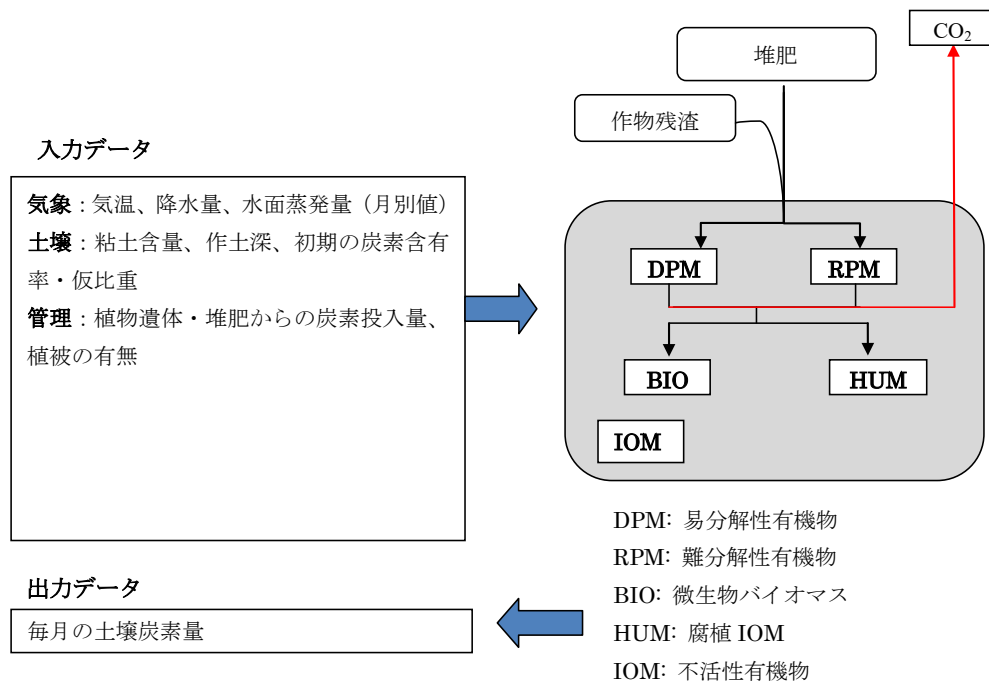 CO₂
堆肥
作物残渣
入力データ
気象：気温、降水量、水面蒸発量（月別値）
土壌：粘土含量、作土深、初期の炭素含有
率・仮比重
管理：植物遺体・堆肥からの炭素投入量、
植被の有無
DPM
RPM
BIO
HUM
IOM
DPM: 易分解性有機物
RPM: 難分解性有機物
BIO: 微生物バイオマス
HUM: 腐植 IOM
IOM: 不活性有機物
出力データ
毎月の土壌炭素量